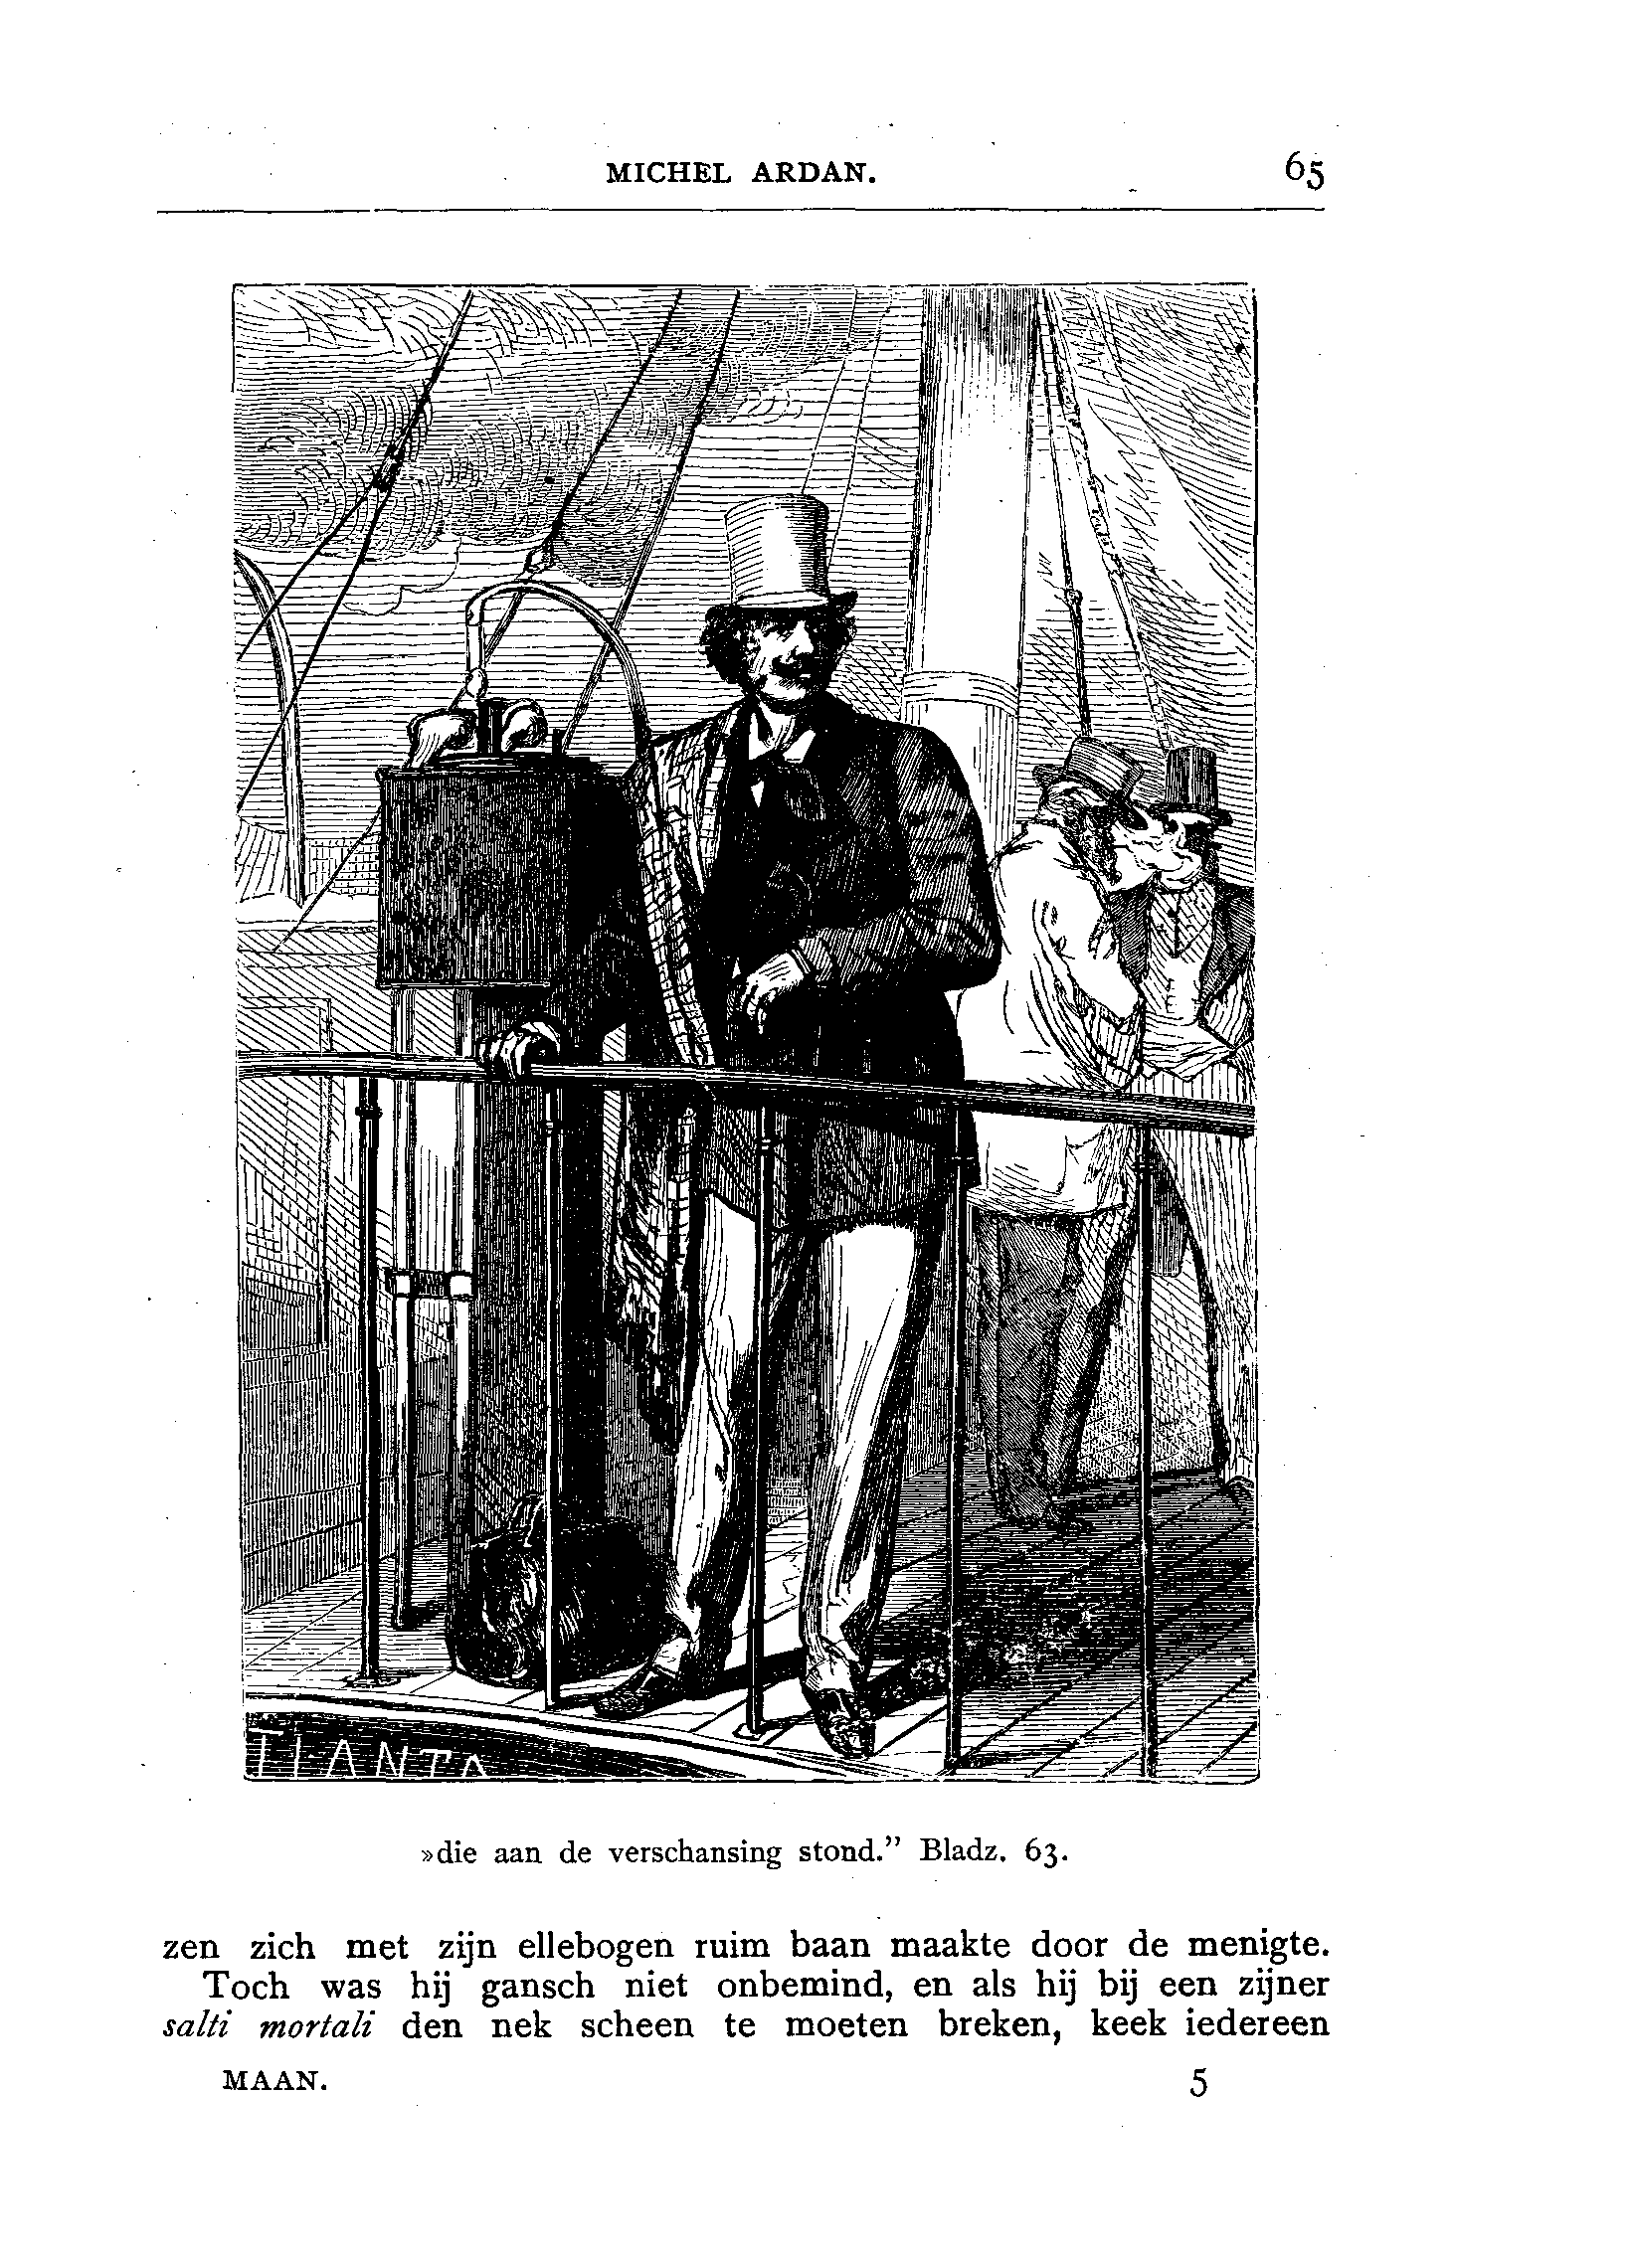 MICHEL ARDAN. 65
»die aan de verschansing stond.” Bladz. 63.
zen zich met zijn ellebogen ruim baan maakte door de menigte.
Toch was hij gansch niet onbemind, en als hij bij een zijner
salti mortali den nek scheen te moeten breken, keek iedereen
MAAN. 5